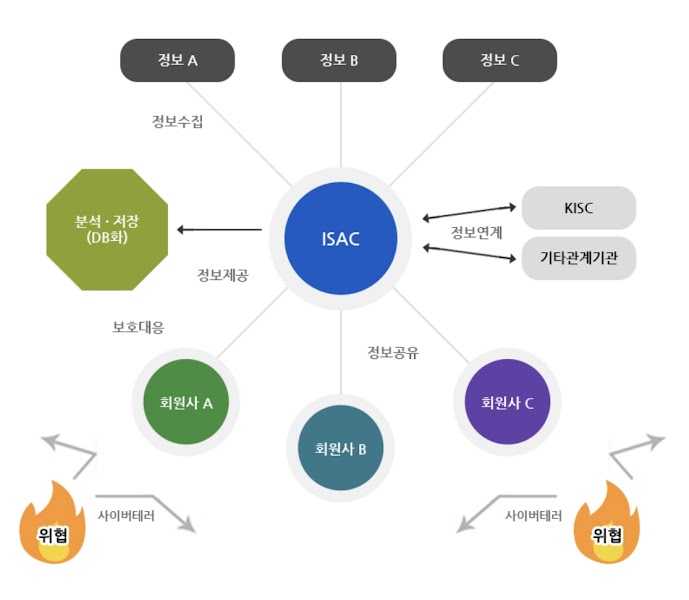 정보 A
정보 B
정보 C
정보수집
분석 · 저장
(DB화)
ISAC
KISC
정보연계
기타관계기관
정보제공
보호대응
정보공유
회원사 A
회원사 B
회원사 C
위협
사이버테러
사이버테러
위협